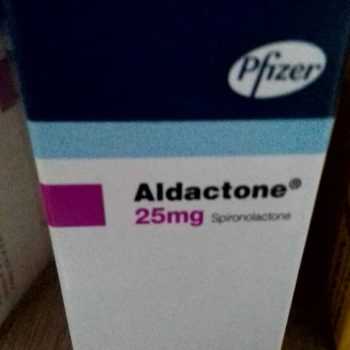 Pfizer
Aldactone®
25mg Spironolactone